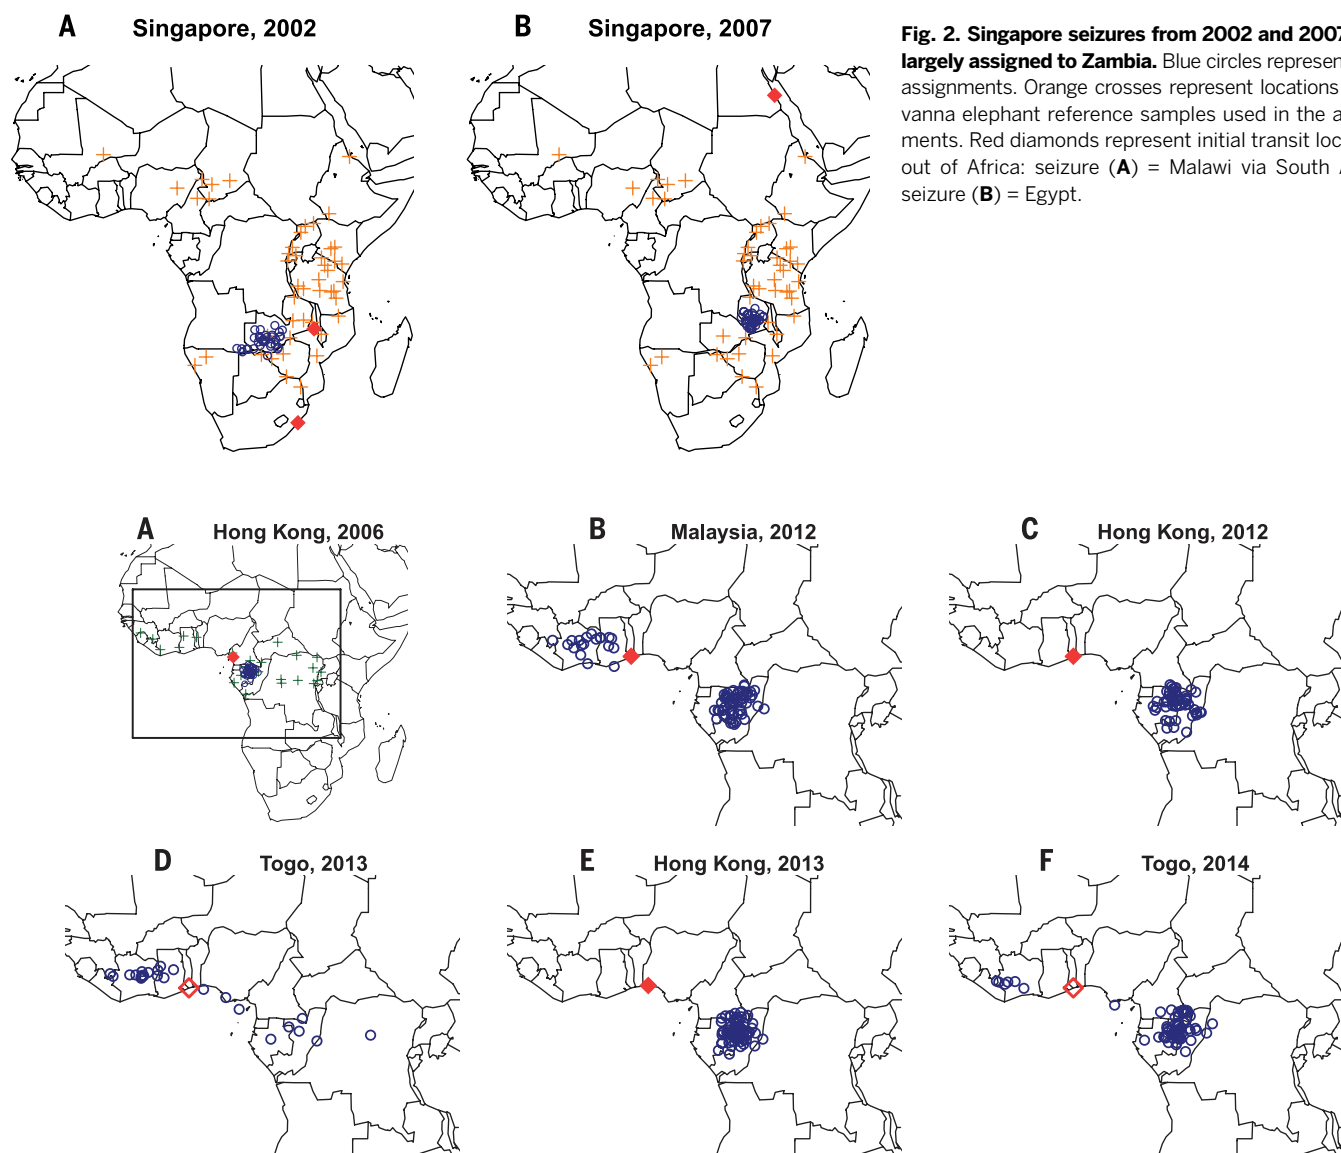 A Singapore, 2002
B Singapore, 2007
Fig. 2. Singapore seizures from 2002 and 2007
largely assigned to Zambia. Blue circles represen
assignments. Orange crosses represent locations
vanna elephant reference samples used in the a
ments. Red diamonds represent initial transit loc
out of Africa: seizure (A) = Malawi via South
seizure (B) = Egypt.
A Hong Kong, 2006
B Malaysia, 2012
C Hong Kong, 2012
D Togo, 2013
E Hong Kong, 2013
F Togo, 2014